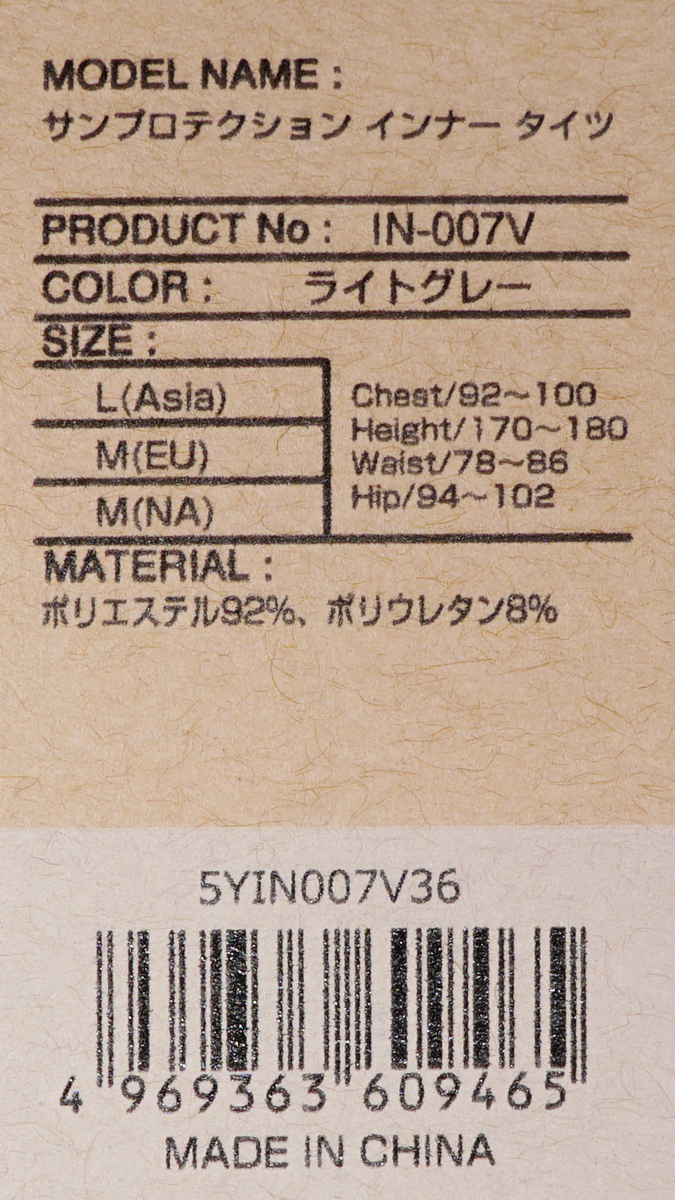 MODEL NAME :
サンプロテクション インナー タイツ
PRODUCT No : IN-007V
COLOR : ライトグレー
SIZE :
L(Asia)
M(EU)
M(NA)
Chest/92～100
Height/170～180
Waist/78～86
Hip/94～102
MATERIAL :
ポリエステル92%、ポリウレタン8%
5YIN007V36
4 969363 609465
MADE IN CHINA